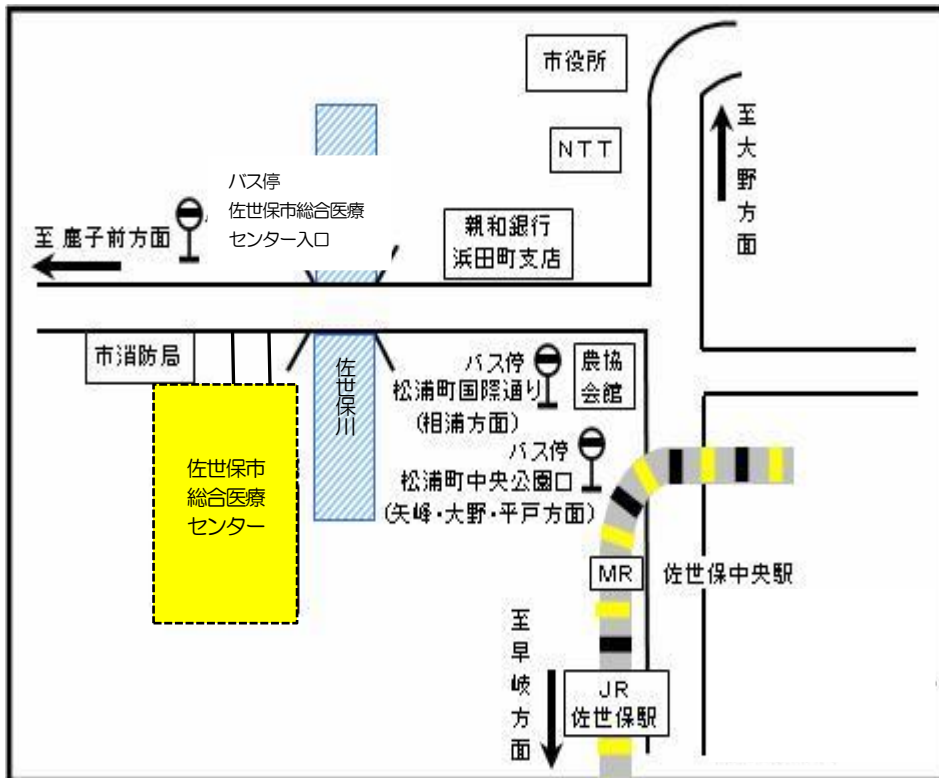 市役所
NTT
至大野方面
バス停
佐世保市総合医療
センター入口
至 鹿子前方面
親和銀行
浜田町支店
市消防局
佐世保川
バス停
松浦町国際通り
(相浦方面)
農協
会館
バス停
松浦町中央公園口
(矢峰・大野・平戸方面)
佐世保市
総合医療
センター
MR
佐世保中央駅
至早岐方面
JR
佐世保駅